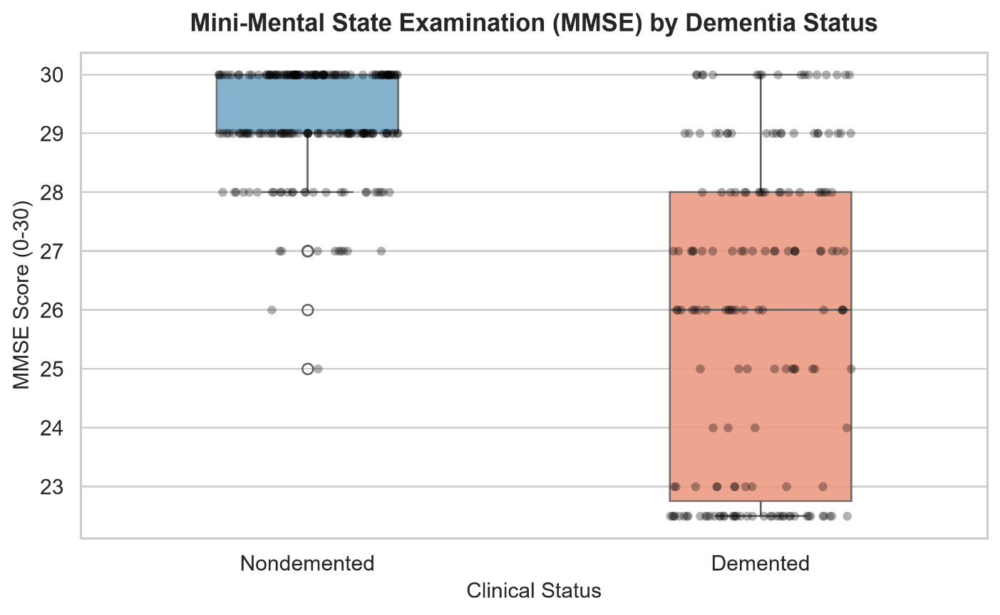 Mini-Mental State Examination (MMSE) by Dementia Status
MMSE Score (0-30)
30
29
28
27
26
25
24
23
Nondemented
Demented
Clinical Status